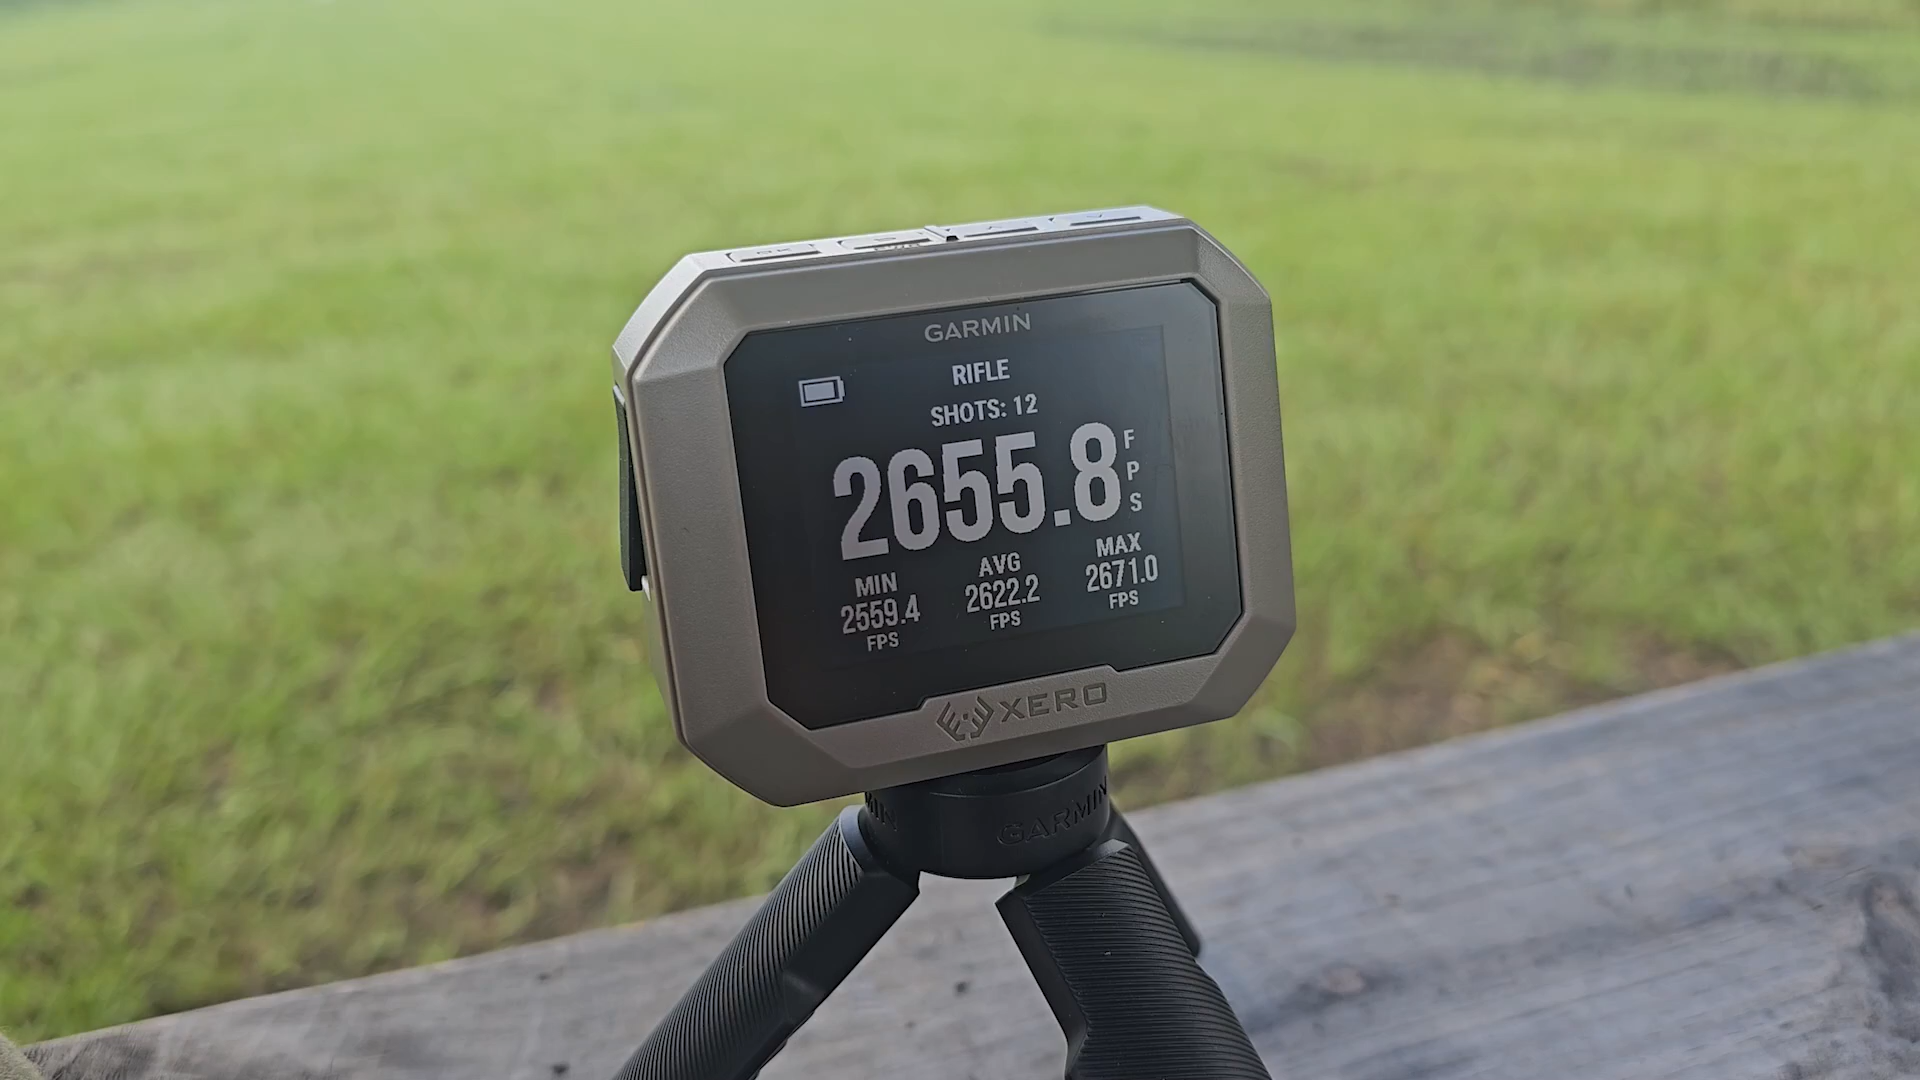 GARMIN
RIFLE
SHOTS: 12
2655.8 FPS
MIN AVG MAX
2559.4 2622.2 2671.0
FPS FPS FPS
XERO
GARMIN